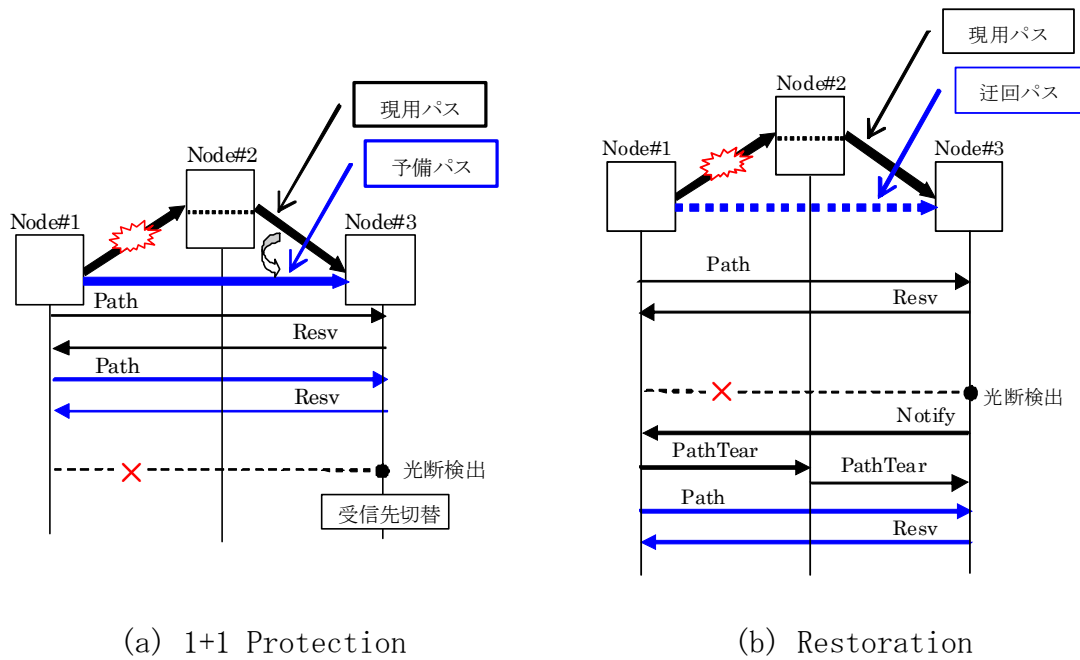 現用パス
Node#2
予備パス
Node#1
Node#3
Path
Resv
Path
Resv
光断検出
受信先切替
(a) 1+1 Protection
現用パス
Node#2
迂回パス
Node#1
Node#3
Path
Resv
光断検出
Notify
PathTear
PathTear
Path
Resv
(b) Restoration